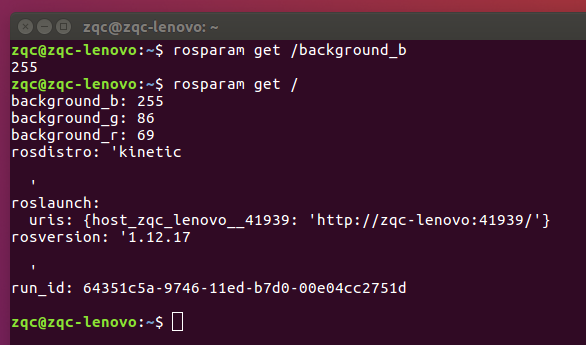 zqc@zqc-lenovo: ~
zqc@zqc-lenovo:~$ rosparam get /background_b
255
zqc@zqc-lenovo:~$ rosparam get /
background_b: 255
background_g: 86
background_r: 69
rosdistro: 'kinetic
  '
roslaunch:
  uris: {host_zqc_lenovo__41939: 'http://zqc-lenovo:41939/'}
rosversion: '1.12.17
  '
run_id: 64351c5a-9746-11ed-b7d0-00e04cc2751d
zqc@zqc-lenovo:~$